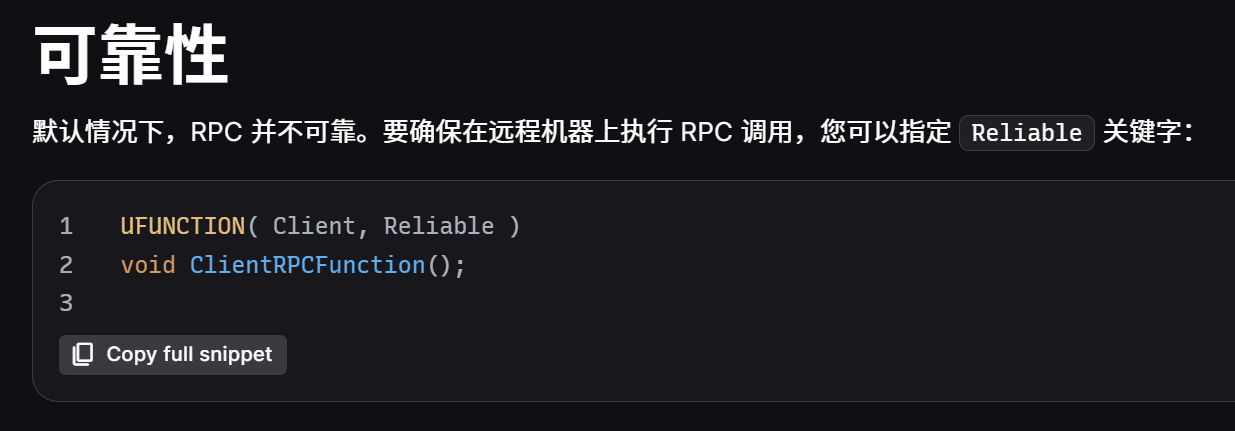 可靠性
默认情况下，RPC 并不可靠。要确保在远程机器上执行 RPC 调用，您可以指定 Reliable 关键字：
1 UFUNCTION( Client, Reliable )
2 void ClientRPCFunction();
3
Copy full snippet